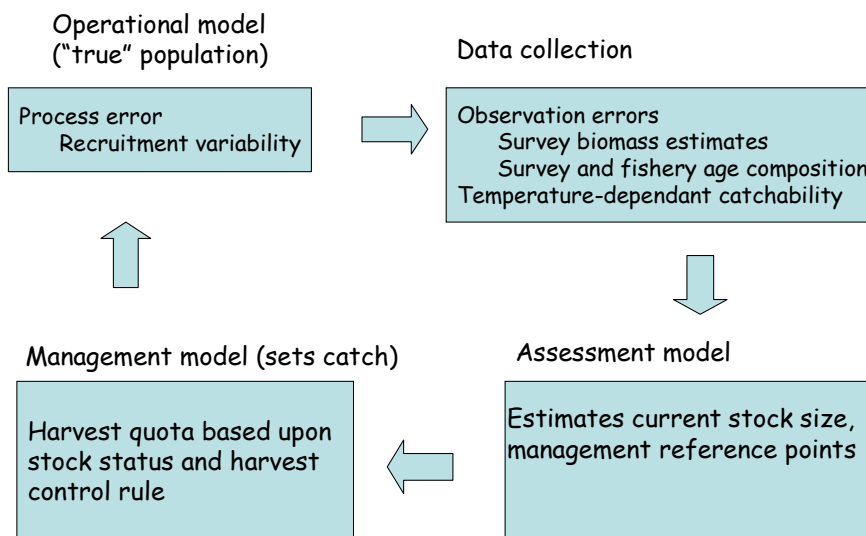 Operational model
(“true” population)
Process error
Recruitment variability
Data collection
Observation errors
Survey biomass estimates
Survey and fishery age composition
Temperature-dependant catchability
Assessment model
Estimates current stock size,
management reference points
Management model (sets catch)
Harvest quota based upon
stock status and harvest
control rule